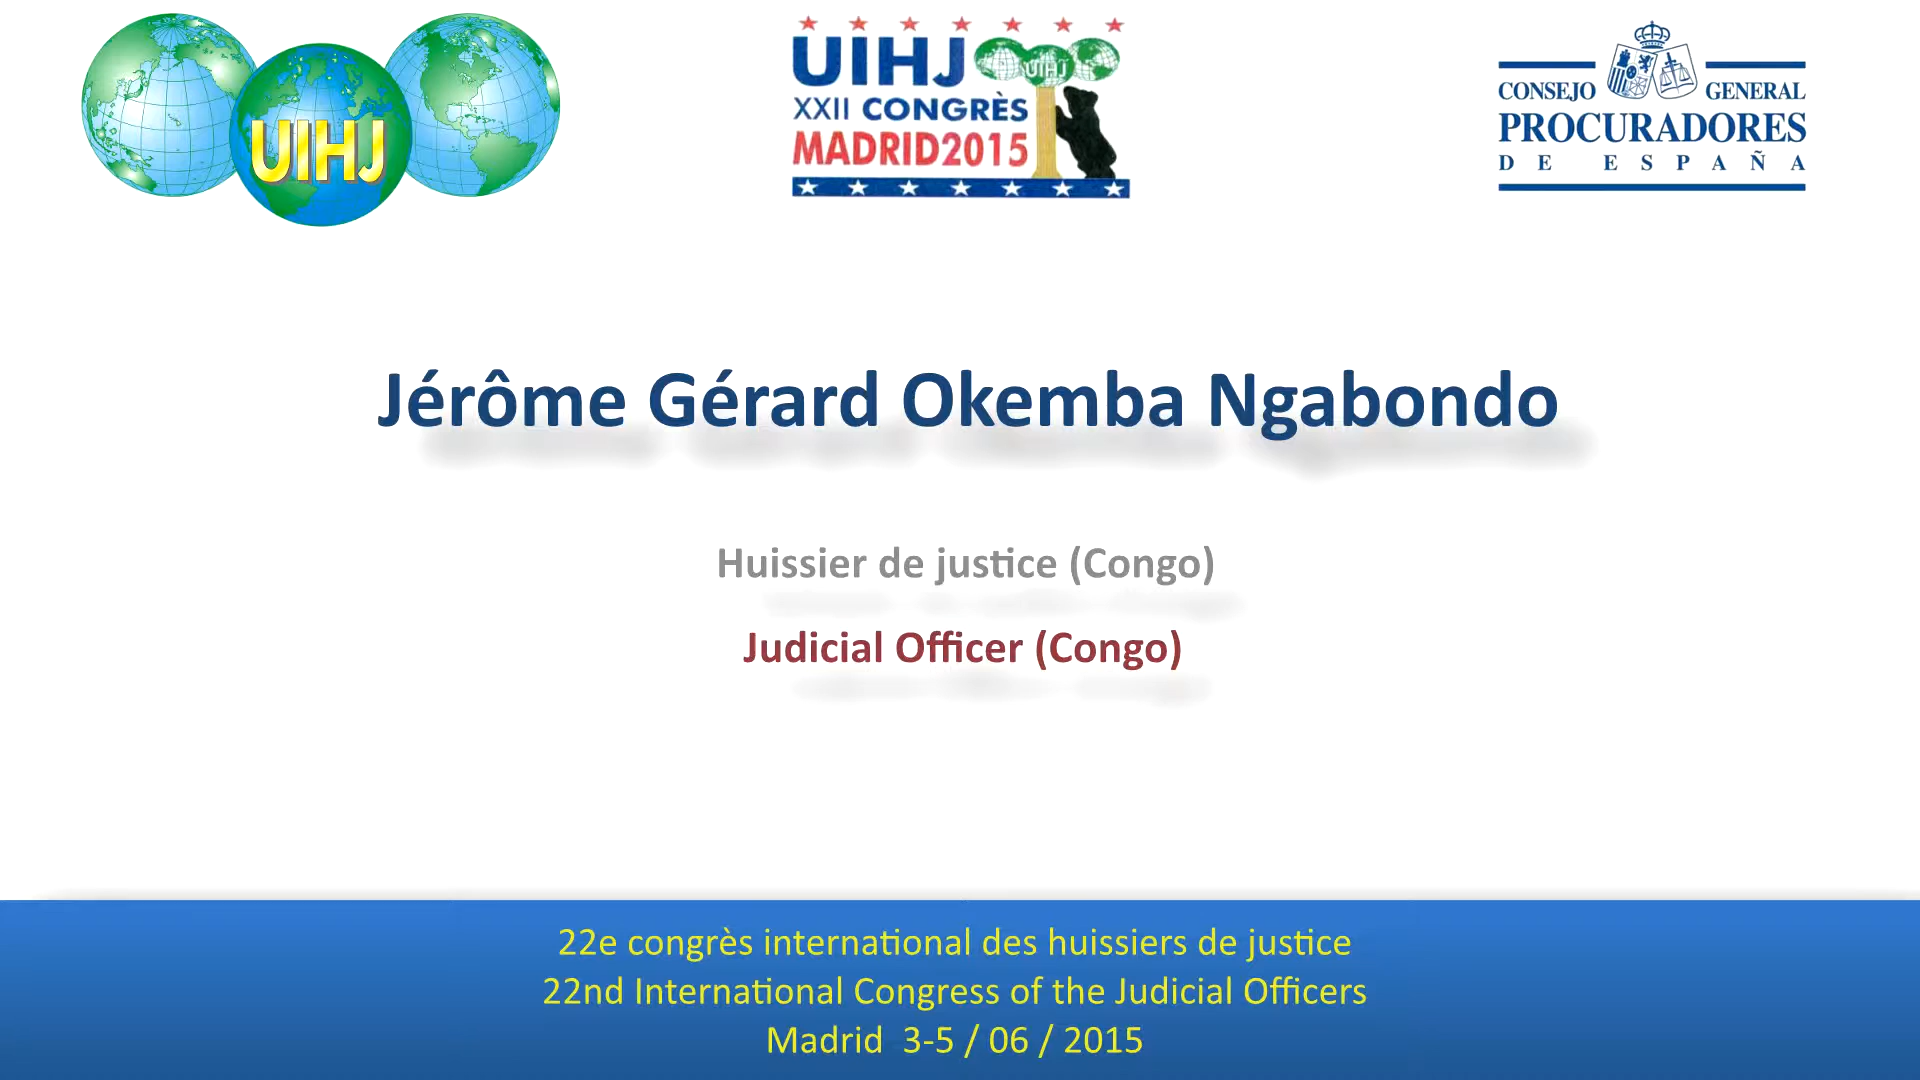 UIHJ
UIHJ
UIHJ
XXII CONGRÈS
MADRID2015
CONSEJO GENERAL
PROCURADORES
DE ESPAÑA
Jérôme Gérard Okemba Ngabondo
Huissier de justice (Congo)
Judicial Officer (Congo)
22e congrès international des huissiers de justice
22nd International Congress of the Judicial Officers
Madrid 3-5 / 06 / 2015